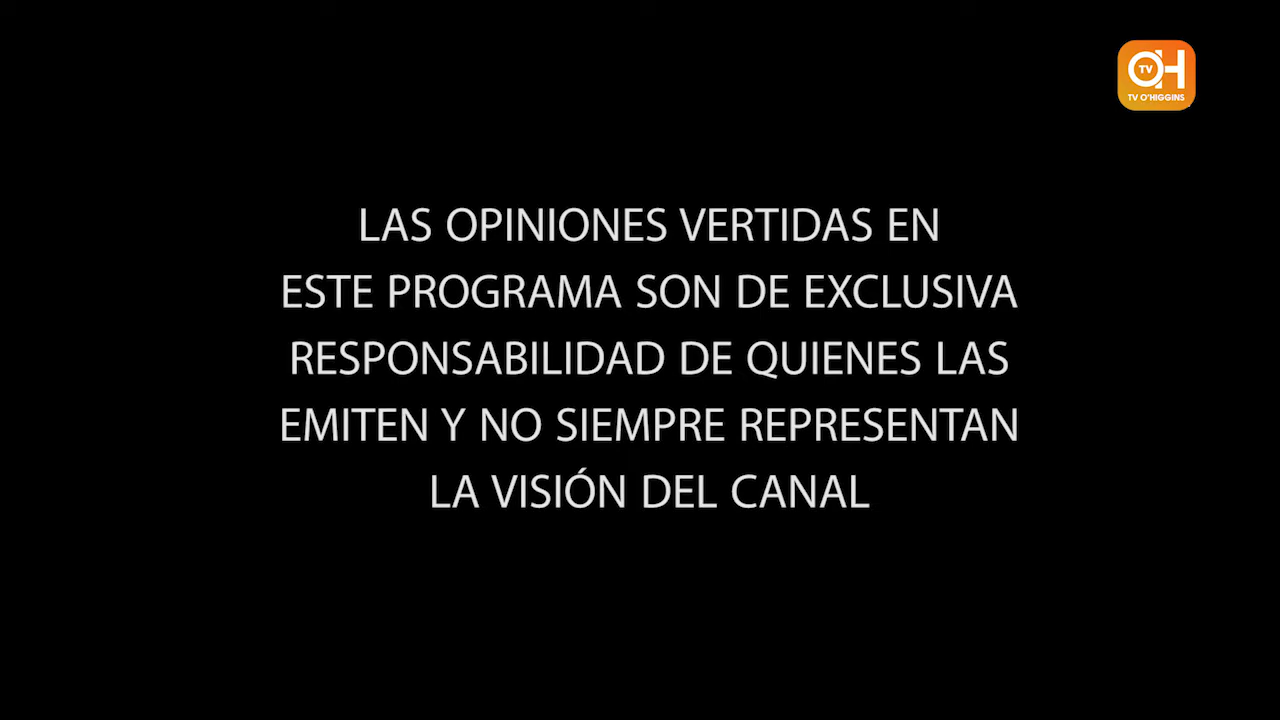 OH
TV
TV O'HIGGINS
LAS OPINIONES VERTIDAS EN
ESTE PROGRAMA SON DE EXCLUSIVA
RESPONSABILIDAD DE QUIENES LAS
EMITEN Y NO SIEMPRE REPRESENTAN
LA VISIÓN DEL CANAL